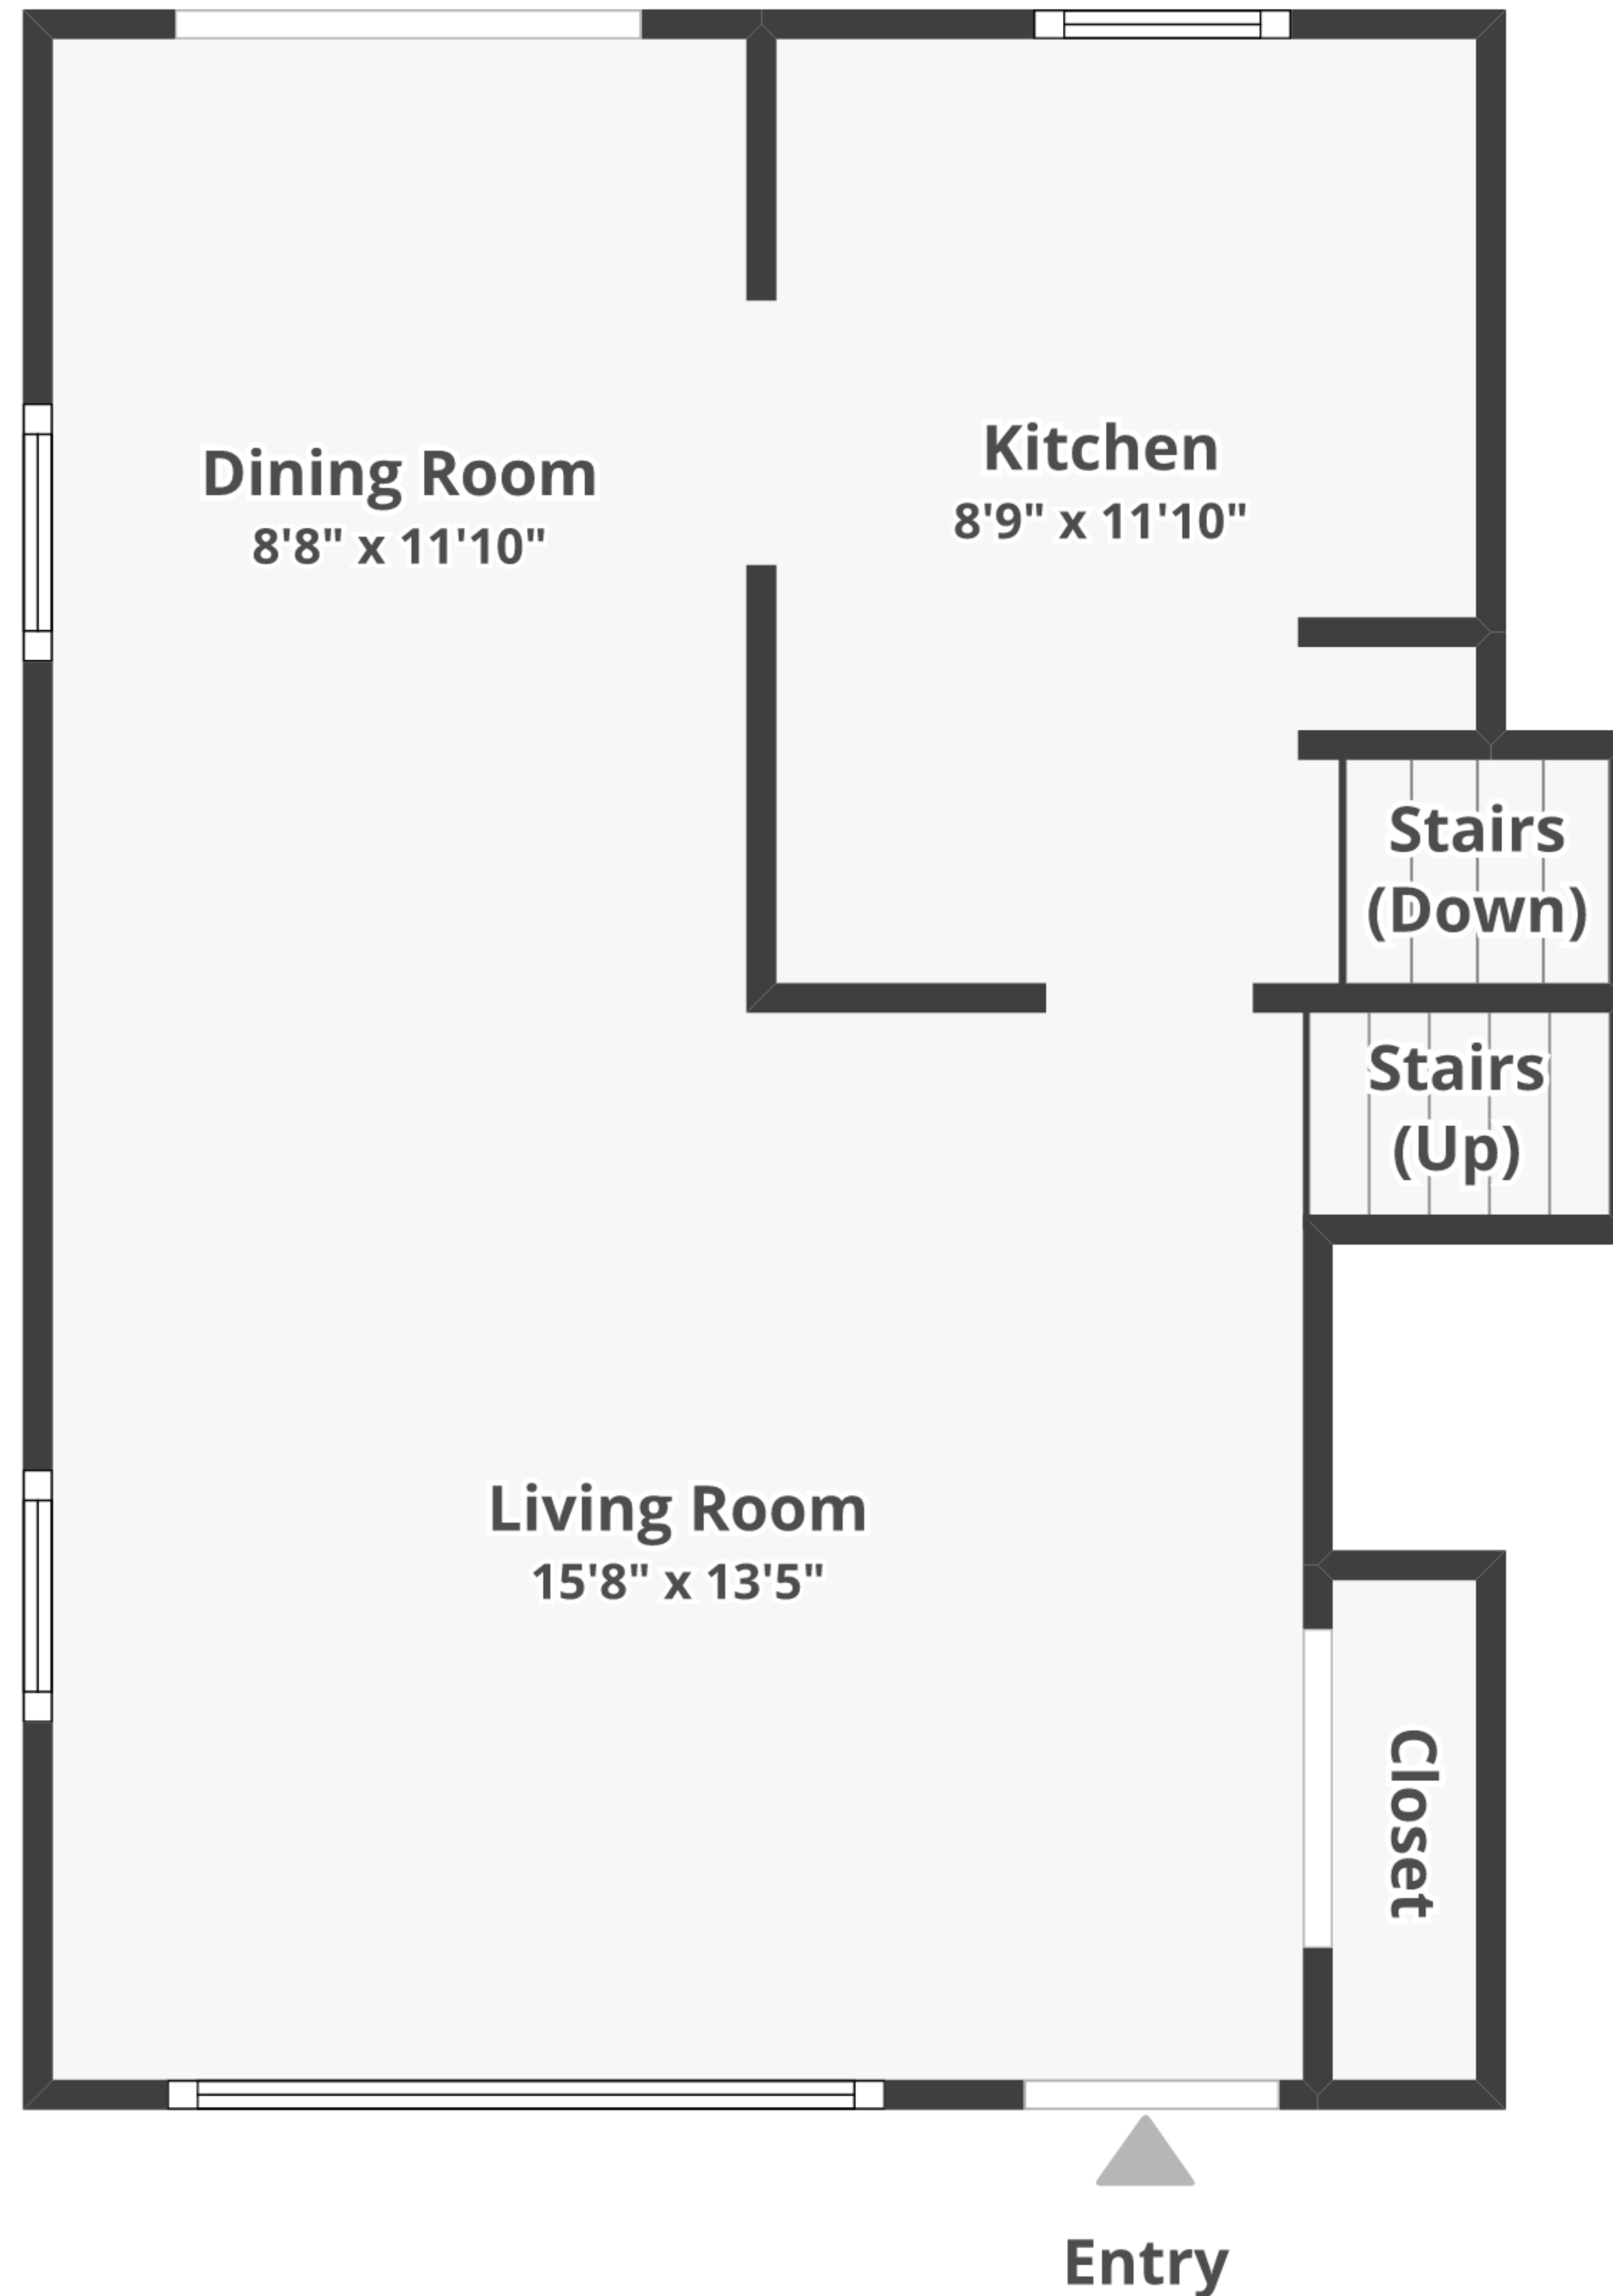 Dining Room
8'8" x 11'10"
Kitchen
8'9" x 11'10"
Stairs
(Down)
Stairs
(Up)
Living Room
15'8" x 13'5"
Closet
Entry